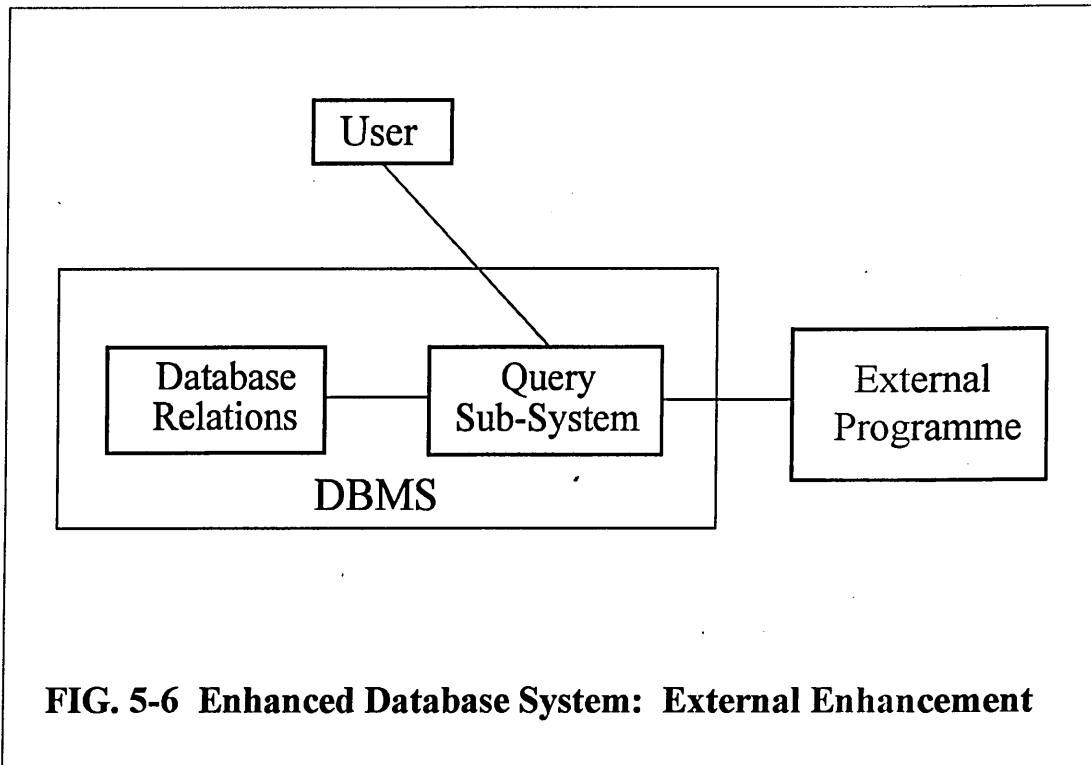 User
Database
Relations
Query
Sub-System
DBMS
External
Programme
FIG. 5-6 Enhanced Database System: External Enhancement